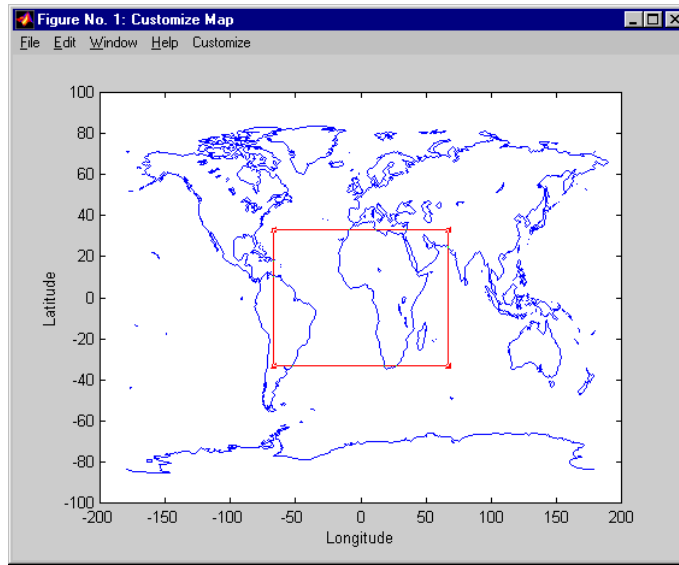 Figure No. 1: Customize Map
File Edit Window Help Customize
100
80
60
40
20
0
-20
-40
-60
-80
-100
Latitude
-200 -150 -100 -50 0 50 100 150 200
Longitude